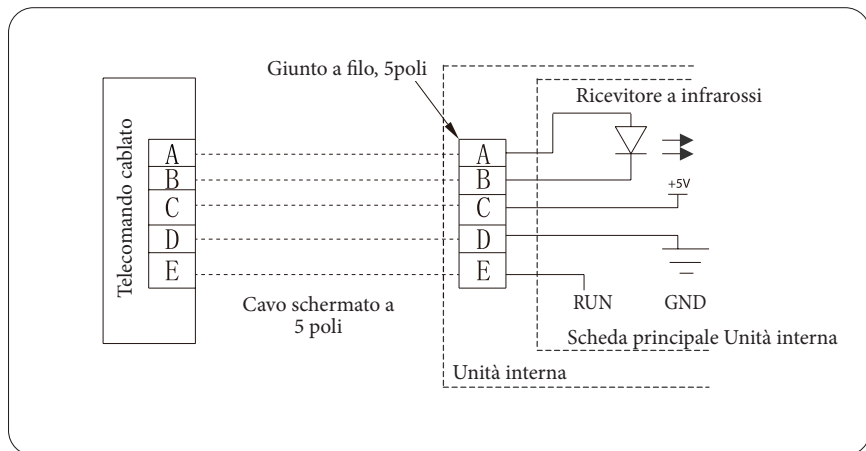 Giunto a filo, 5poli
Ricevitore a infrarossi
Telecomando cablato
A
B
C
D
E
A
B
C
D
E
+5V
Cavo schermato a
5 poli
RUN
GND
Scheda principale Unità interna
Unità interna